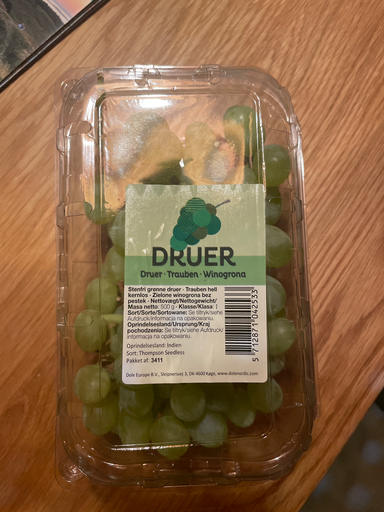 DRUER
Druer · Trauben · Winogrona
Stenfri grønne druer · Trauben hell
kernlos · Zielone winogrona bez
pestek · Nettovægt/Nettogewicht/
Masa netto: 500 g · Klasse/Klasa: I
Sort/Sorte/Sortowane: Se tiltryk/siehe
Aufdruck/informacja na opakowaniu.
Oprindelsesland/Ursprung/Kraj
pochodzenia: Se tiltryk/siehe Aufdruck/
informacja na opakowaniu.
Oprindelsesland: Indien
Sort: Thompson Seedless
Pakket af: 3411
5 712871 042533
Dole Europe B.V., Vesipnervej 3, DK-4600 Køge, www.dolenordic.com